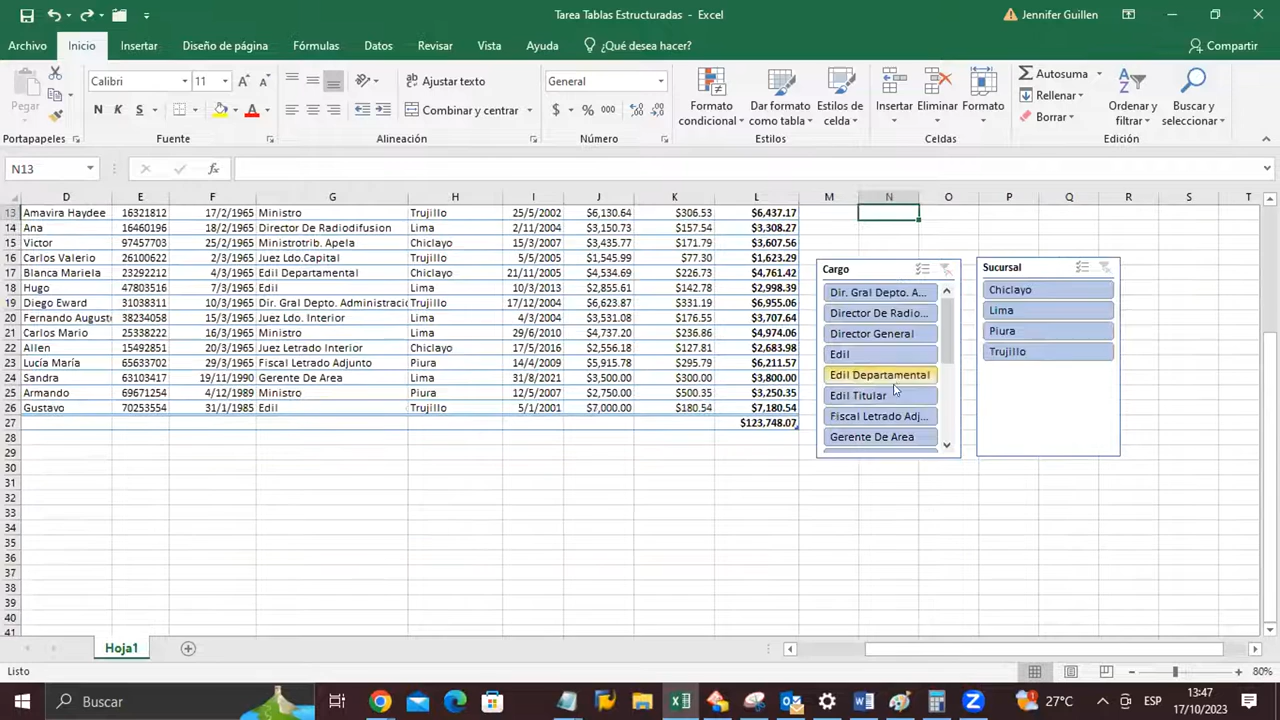 Tarea Tablas Estructuradas - Excel
Jennifer Guillen
Archivo Inicio Insertar Diseño de página Fórmulas Datos Revisar Vista Ayuda ¿Qué desea hacer? Compartir
Pegar
Calibri 11
N K S A A
Ajustar texto
Combinar y centrar
General
$ % 000
Formato condicional
Dar formato como tabla
Estilos de celda
Insertar
Eliminar
Formato
Autosuma
Rellenar
Borrar
Ordenar y filtrar
Buscar y seleccionar
Portapapeles Fuente Alineación Número Estilos Celdas Edición
N13 fx
D E F G H I J K L M N O P Q R S T
13 Amavira Haydee 16321812 17/2/1965 Ministro Trujillo 25/5/2002 $6,130.64 $306.53 $6,437.17
14 Ana 16460196 18/2/1965 Director De Radiodifusion Lima 2/11/2004 $3,150.73 $157.54 $3,308.27
15 Victor 97457703 25/2/1965 Ministrotrib. Apela Chiclayo 15/3/2007 $3,435.77 $171.79 $3,607.56
16 Carlos Valerio 26100622 2/3/1965 Juez Ldo.Capital Trujillo 5/5/2005 $1,545.99 $77.30 $1,623.29
17 Blanca Mariela 23292212 4/3/1965 Edil Departamental Chiclayo 21/11/2005 $4,534.69 $226.73 $4,761.42
18 Hugo 47803516 7/3/1965 Edil Lima 10/3/2013 $2,855.61 $142.78 $2,998.39
19 Diego Eward 31038311 10/3/1965 Dir. Gral Depto. Administracio Trujillo 17/12/2004 $6,623.87 $331.19 $6,955.06
20 Fernando August 38234058 15/3/1965 Juez Ldo. Interior Lima 4/3/2004 $3,531.08 $176.55 $3,707.64
21 Carlos Mario 25338222 16/3/1965 Ministro Lima 29/6/2010 $4,737.20 $236.86 $4,974.06
22 Allen 15492851 19/3/1965 Juez Letrado Interior Chiclayo 17/5/2016 $2,556.18 $127.81 $2,683.98
23 Lucía María 65633702 29/3/1965 Fiscal Letrado Adjunto Piura 14/4/2009 $5,915.78 $295.79 $6,211.57
24 Sandra 63103417 19/11/1990 Gerente De Area Lima 31/8/2021 $3,500.00 $300.00 $3,800.00
25 Armando 69671254 4/12/1989 Ministro Piura 12/5/2007 $2,750.00 $500.35 $3,250.35
26 Gustavo 70253554 31/1/1985 Edil Trujillo 5/1/2001 $7,000.00 $180.54 $7,180.54
27 $123,748.07
28
29
30
31
32
33
34
35
36
37
38
39
40
41
Cargo
Dir. Gral Depto. A...
Director De Radio...
Director General
Edil
Edil Departamental
Edil Titular
Fiscal Letrado Adj...
Gerente De Area
Sucursal
Chiclayo
Lima
Piura
Trujillo
Hoja1
Listo 80%
Buscar 27°C ESP 13:47
17/10/2023